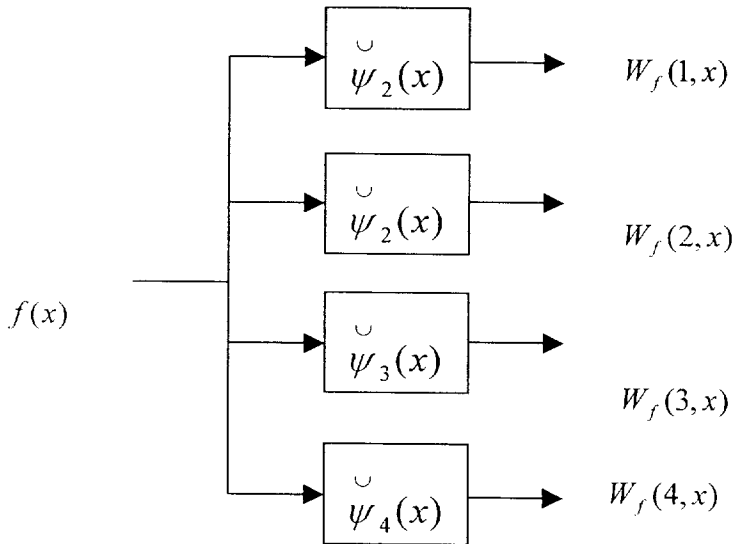 ψ̆₂(x)
W_f(1, x)
ψ̆₂(x)
W_f(2, x)
f(x)
ψ̆₃(x)
W_f(3, x)
ψ̆₄(x)
W_f(4, x)